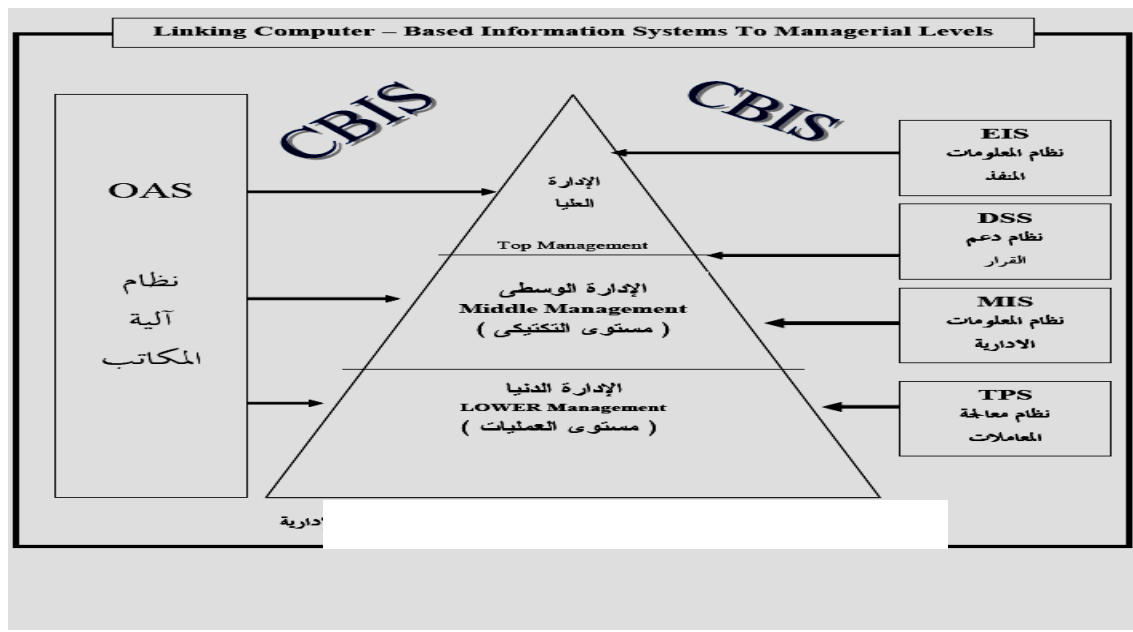 Linking Computer – Based Information Systems To Managerial Levels
CBIS
CBIS
OAS
نظام
آلية
المكاتب
الإدارة
العليا
Top Management
الإدارة الوسطى
Middle Management
( مستوى التكتيكى )
الإدارة الدنيا
LOWER Management
( مستوى العمليات )
EIS
نظام المعلومات
المنفذ
DSS
نظام دعم
القرار
MIS
نظام المعلومات
الادارية
TPS
نظام معالجة
المعاملات